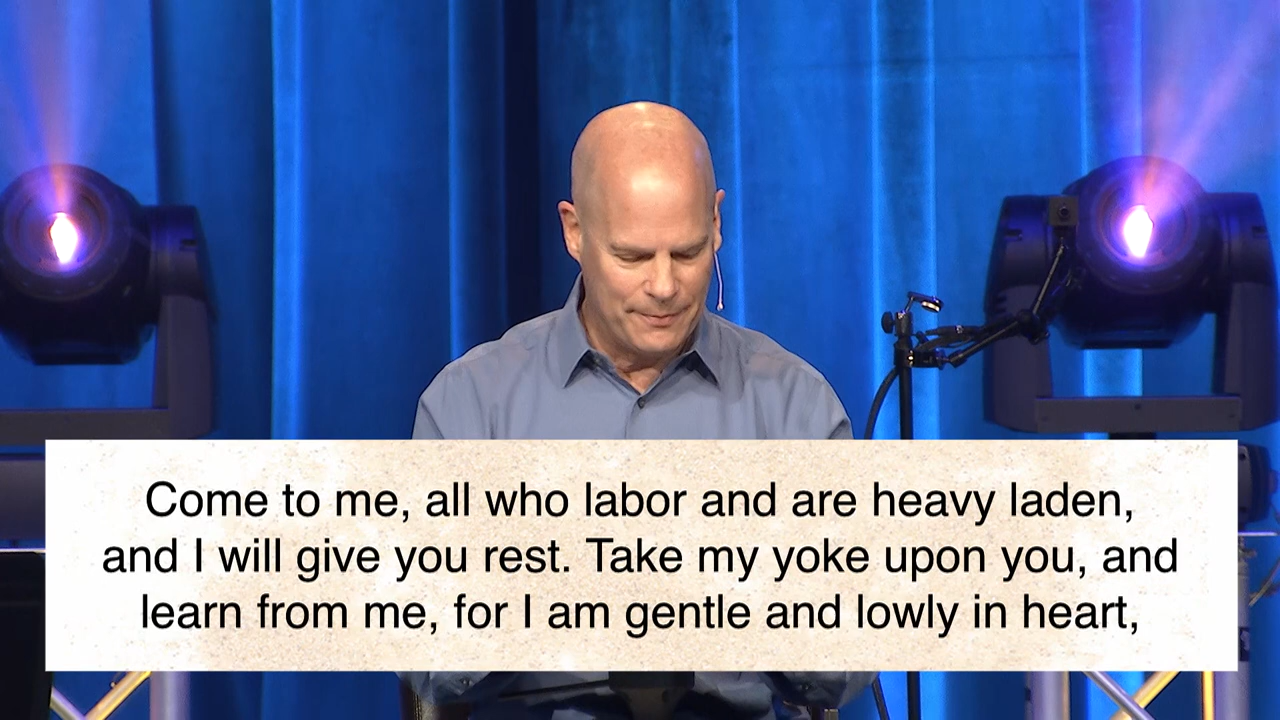 Come to me, all who labor and are heavy laden,
and I will give you rest. Take my yoke upon you, and
learn from me, for I am gentle and lowly in heart,